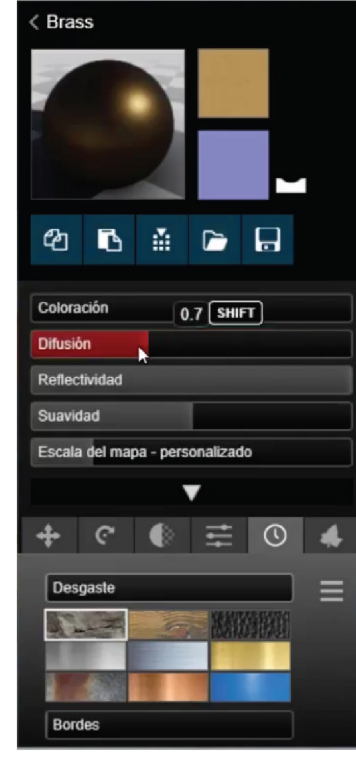 Brass
Coloración
0.7 SHIFT
Difusión
Reflectividad
Suavidad
Escala del mapa - personalizado
Desgaste
Bordes